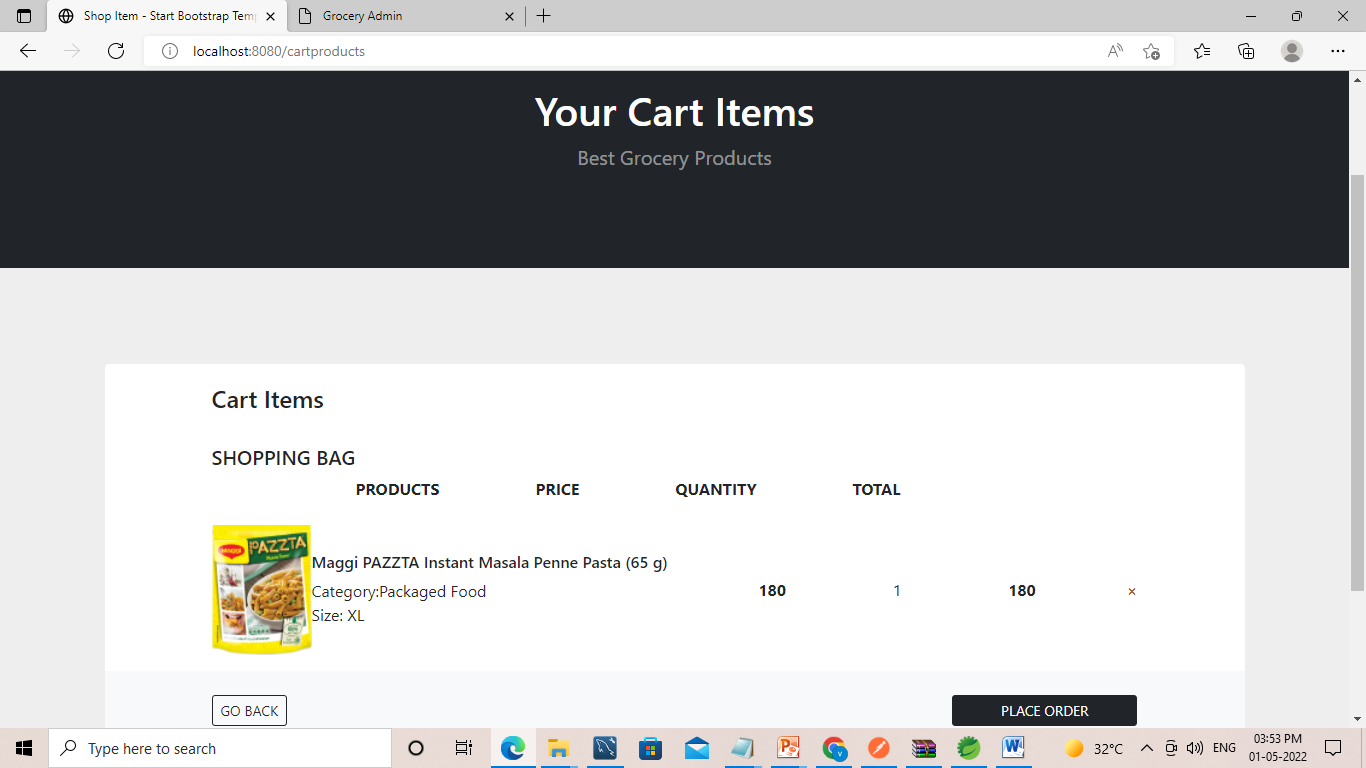 Shop Item - Start Bootstrap Temp
Grocery Admin
localhost:8080/cartproducts
Your Cart Items
Best Grocery Products
Cart Items
SHOPPING BAG
PRODUCTS PRICE QUANTITY TOTAL
MAGGI
PAZZTA
Maggi PAZZTA Instant Masala Penne Pasta (65 g)
Category:Packaged Food 180 1 180 ×
Size: XL
GO BACK PLACE ORDER
Type here to search
32°C
ENG
03:53 PM
01-05-2022